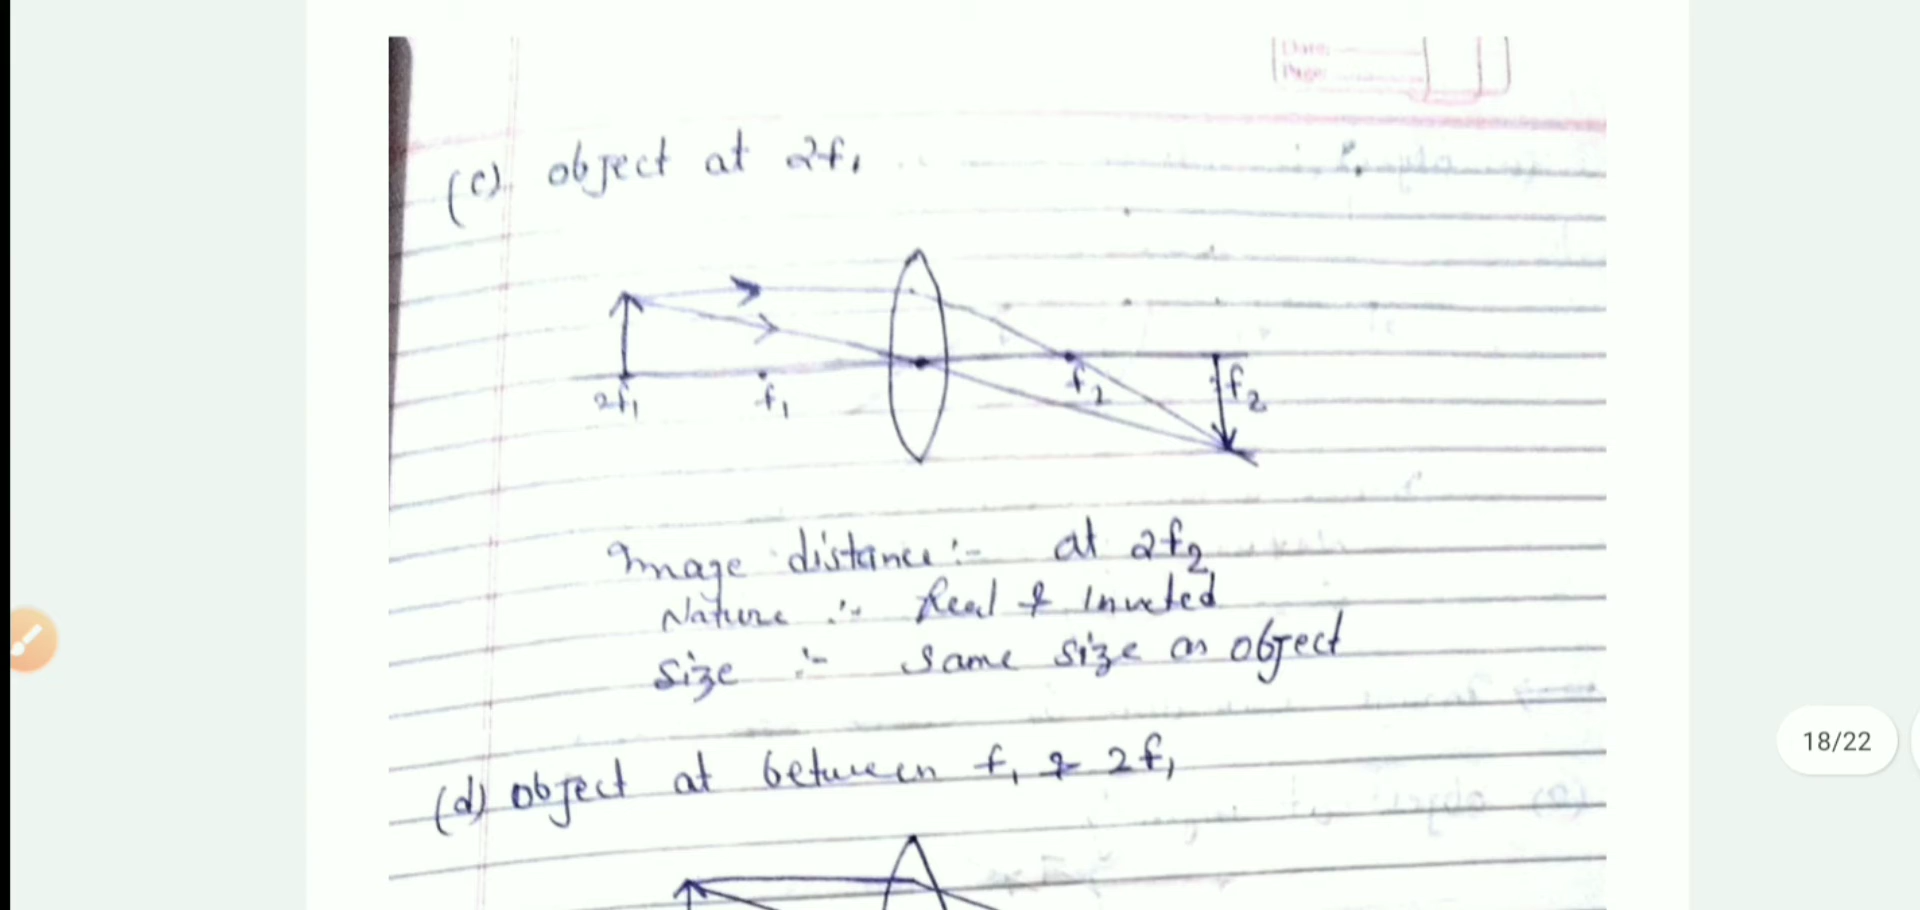 Date
Page
(c) object at 2f1
2f1
f1
f2
f2
Image distance :- at 2f2
Nature :- Real & Inveted
Size :- Same size as object
18/22
(d) object at between f1 & 2f1